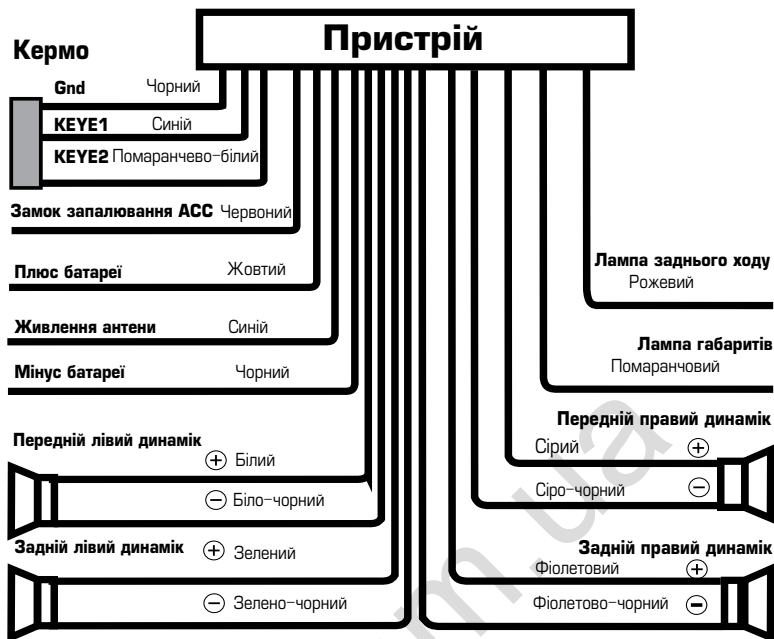 Пристрій
Кермо
Gnd Чорний
KEYE1 Синій
KEYE2 Помаранчево-білий
Замок запалювання ACC Червоний
Плюс батареї Жовтий
Живлення антени Синій
Мінус батареї Чорний
Передній лівий динамік
+ Білий
− Біло-чорний
Задній лівий динамік + Зелений
− Зелено-чорний
Лампа заднього ходу
Рожевий
Лампа габаритів
Помаранчовий
Передній правий динамік
Сірий +
Сіро-чорний −
Задній правий динамік
Фіолетовий +
Фіолетово-чорний −
m.ua